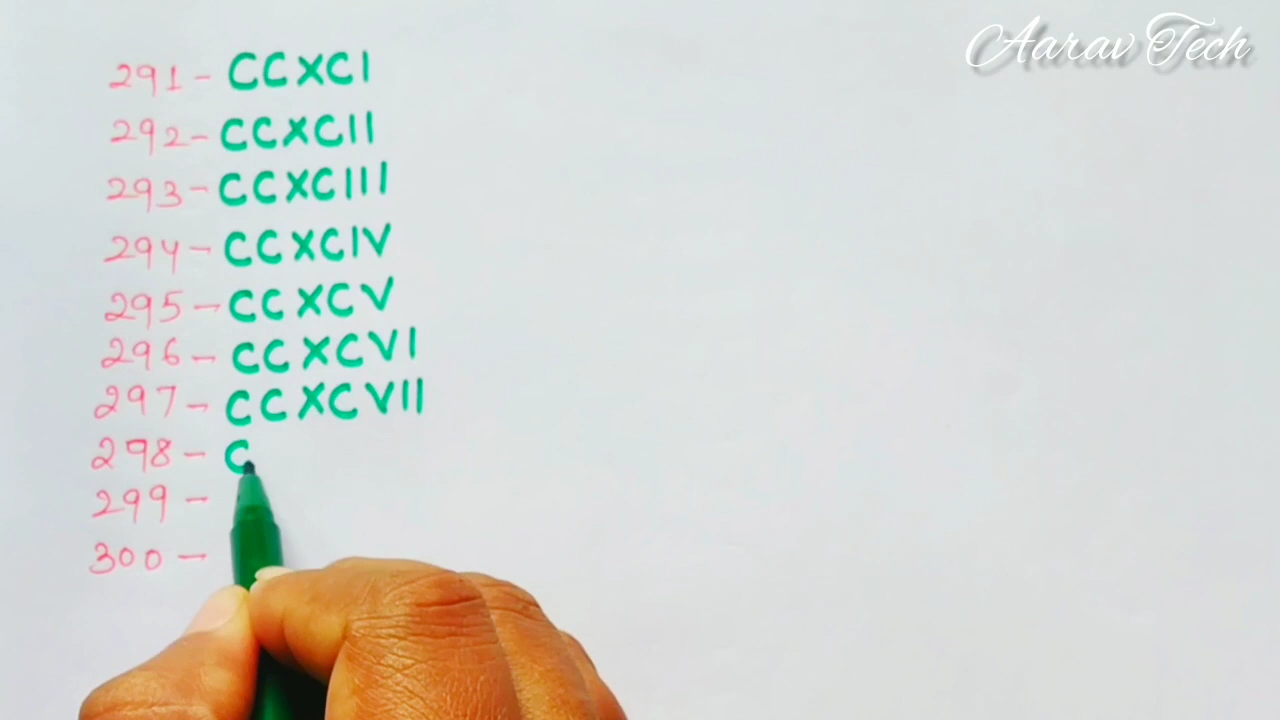 Aarav Tech
291 - CCXCI
292 - CCXCII
293 - CCXCIII
294 - CCXCIV
295 - CCXCV
296 - CCXCVI
297 - CCXCVII
298 - C
299 -
300 -